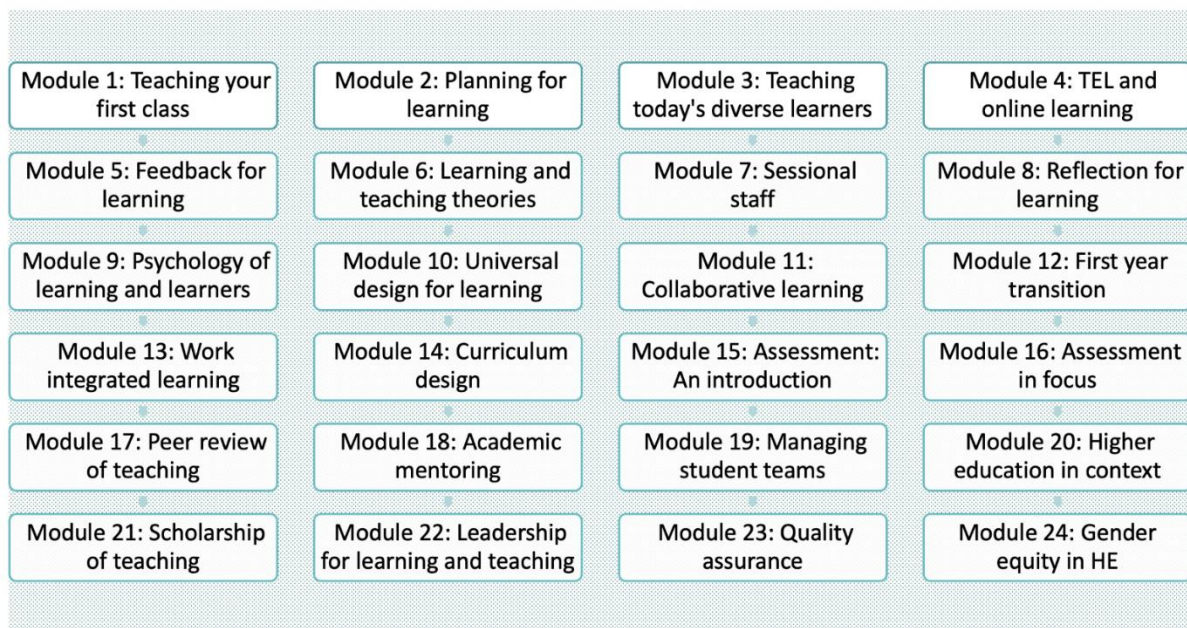 Module 1: Teaching your
first class
Module 2: Planning for
learning
Module 3: Teaching
today's diverse learners
Module 4: TEL and
online learning
Module 5: Feedback for
learning
Module 6: Learning and
teaching theories
Module 7: Sessional
staff
Module 8: Reflection for
learning
Module 9: Psychology of
learning and learners
Module 10: Universal
design for learning
Module 11:
Collaborative learning
Module 12: First year
transition
Module 13: Work
integrated learning
Module 14: Curriculum
design
Module 15: Assessment:
An introduction
Module 16: Assessment
in focus
Module 17: Peer review
of teaching
Module 18: Academic
mentoring
Module 19: Managing
student teams
Module 20: Higher
education in context
Module 21: Scholarship
of teaching
Module 22: Leadership
for learning and teaching
Module 23: Quality
assurance
Module 24: Gender
equity in HE